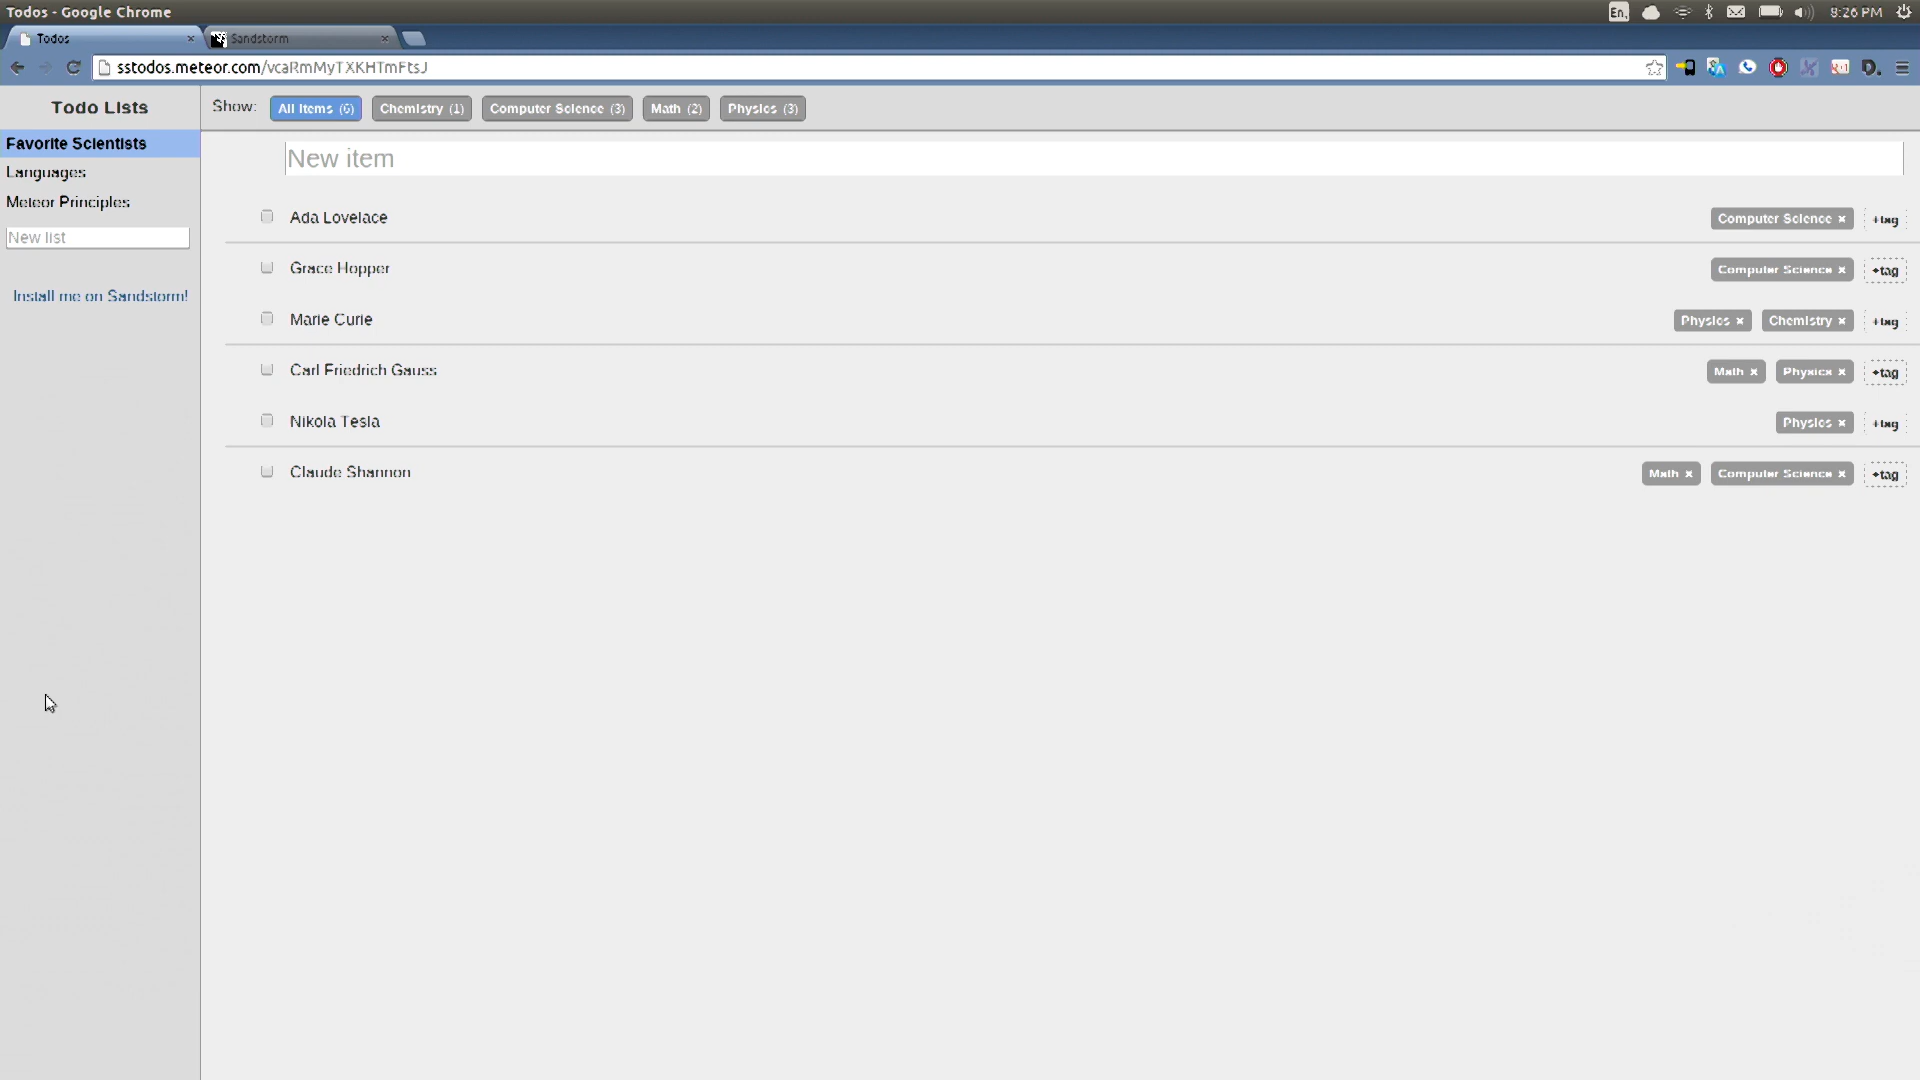 Todos - Google Chrome
En
8:26 PM
Todos ×
Sandstorm ×
sstodos.meteor.com/vcaRmMyTXKHTmFtsJ
D.
Todo Lists
Favorite Scientists
Languages
Meteor Principles
New list
Install me on Sandstorm!
Show: All items (6) Chemistry (1) Computer Science (3) Math (2) Physics (3)
New item
Ada Lovelace Computer Science × +tag
Grace Hopper Computer Science × +tag
Marie Curie Physics × Chemistry × +tag
Carl Friedrich Gauss Math × Physics × +tag
Nikola Tesla Physics × +tag
Claude Shannon Math × Computer Science × +tag